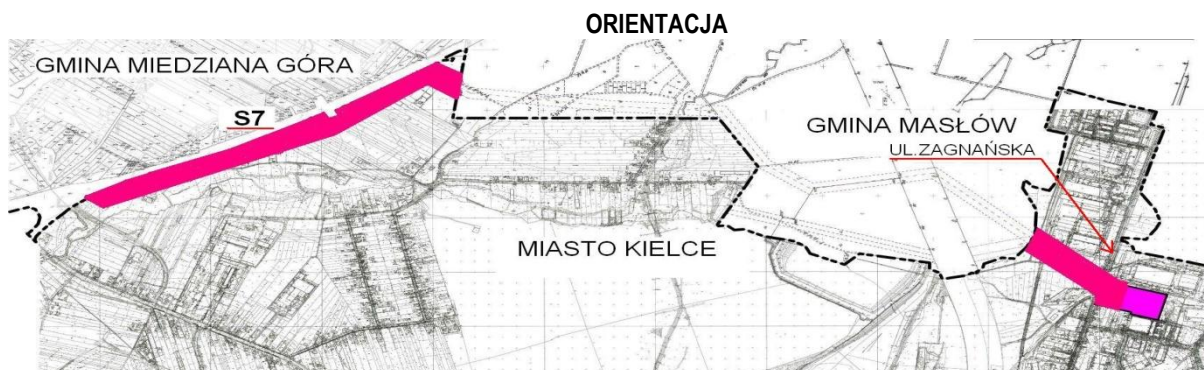 ORIENTACJA
GMINA MIEDZIANA GÓRA
S7
GMINA MASŁÓW
UL.ZAGNAŃSKA
MIASTO KIELCE